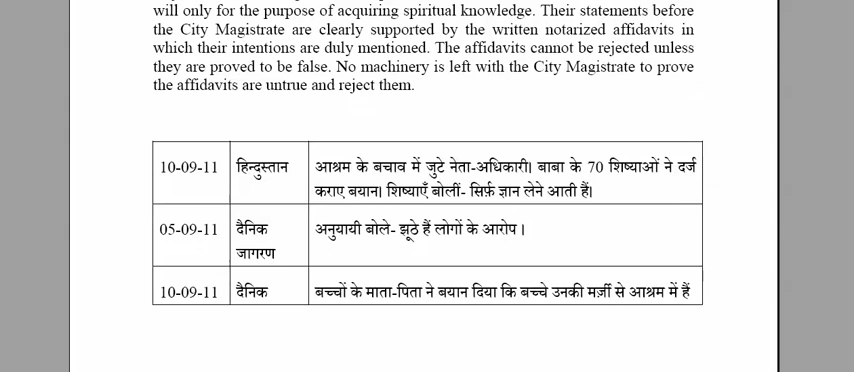 will only for the purpose of acquiring spiritual knowledge. Their statements before
the City Magistrate are clearly supported by the written notarized affidavits in
which their intentions are duly mentioned. The affidavits cannot be rejected unless
they are proved to be false. No machinery is left with the City Magistrate to prove
the affidavits are untrue and reject them.
10-09-11 हिन्दुस्तान आश्रम के बचाव में जुटे नेता-अधिकारी। बाबा के 70 शिष्याओं ने दर्ज
कराए बयान। शिष्याएँ बोलीं- सिर्फ़ ज्ञान लेने आती हैं।
05-09-11 दैनिक अनुयायी बोले- झूठे हैं लोगों के आरोप ।
जागरण
10-09-11 दैनिक बच्चों के माता-पिता ने बयान दिया कि बच्चे उनकी मर्ज़ी से आश्रम में हैं